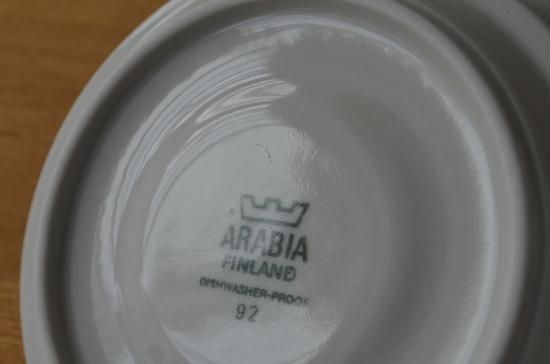 ARABIA
FINLAND
DISHWASHER-PROOF
92